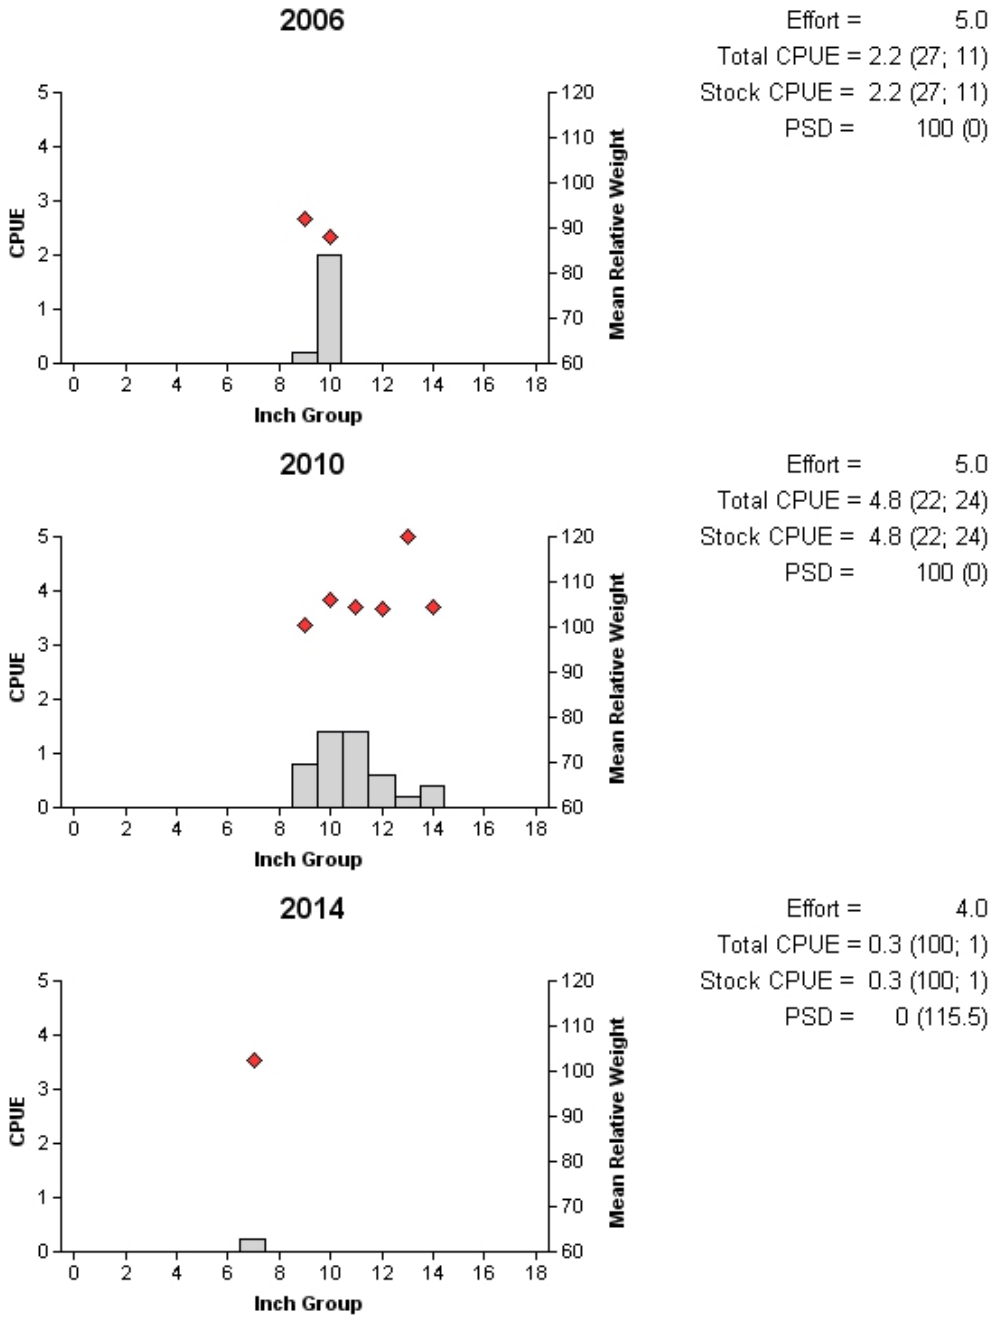 2006
Effort = 5.0
Total CPUE = 2.2 (27; 11)
Stock CPUE = 2.2 (27; 11)
PSD = 100 (0)
5
4
3
2
1
0
CPUE
120
110
100
90
80
70
60
Mean Relative Weight
0 2 4 6 8 10 12 14 16 18
Inch Group
2010
Effort = 5.0
Total CPUE = 4.8 (22; 24)
Stock CPUE = 4.8 (22; 24)
PSD = 100 (0)
5
4
3
2
1
0
CPUE
120
110
100
90
80
70
60
Mean Relative Weight
0 2 4 6 8 10 12 14 16 18
Inch Group
2014
Effort = 4.0
Total CPUE = 0.3 (100; 1)
Stock CPUE = 0.3 (100; 1)
PSD = 0 (115.5)
5
4
3
2
1
0
CPUE
120
110
100
90
80
70
60
Mean Relative Weight
0 2 4 6 8 10 12 14 16 18
Inch Group